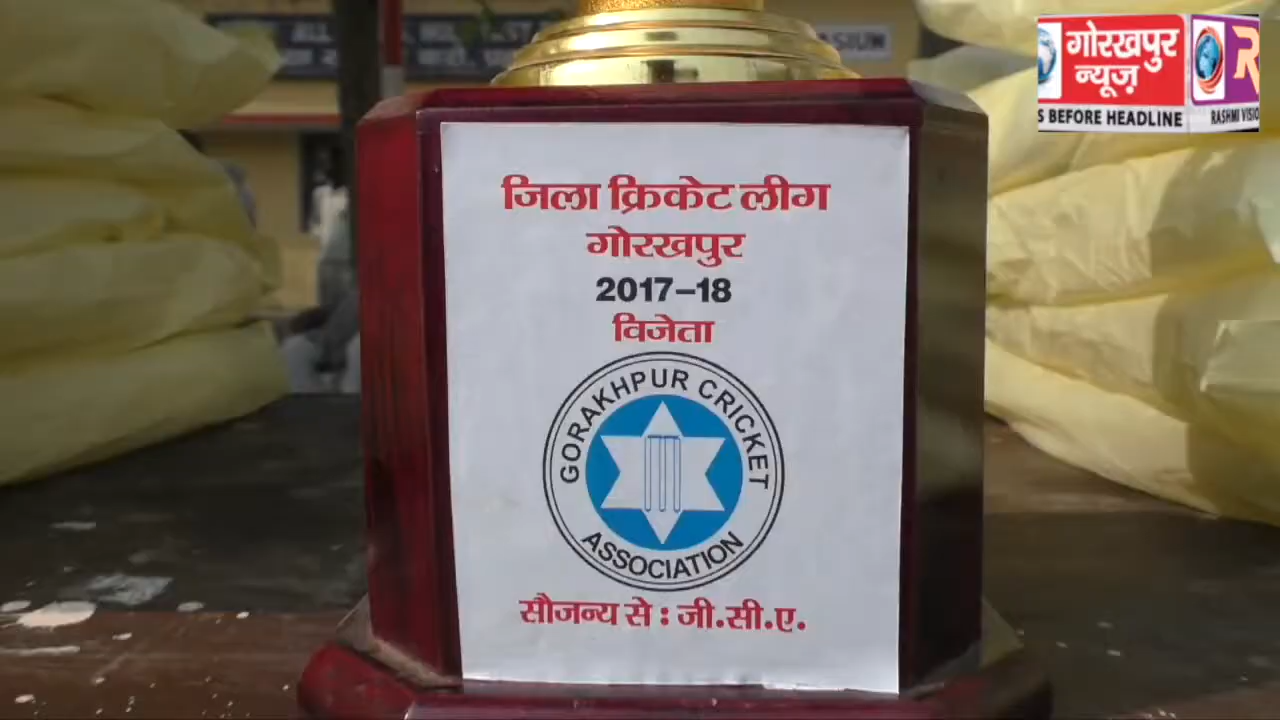 गोरखपुर
न्यूज़
S BEFORE HEADLINE
R
RASHMI VISIO
जिला क्रिकेट लीग
गोरखपुर
2017–18
विजेता
GORAKHPUR CRICKET
ASSOCIATION
सौजन्य से : जी.सी.ए.